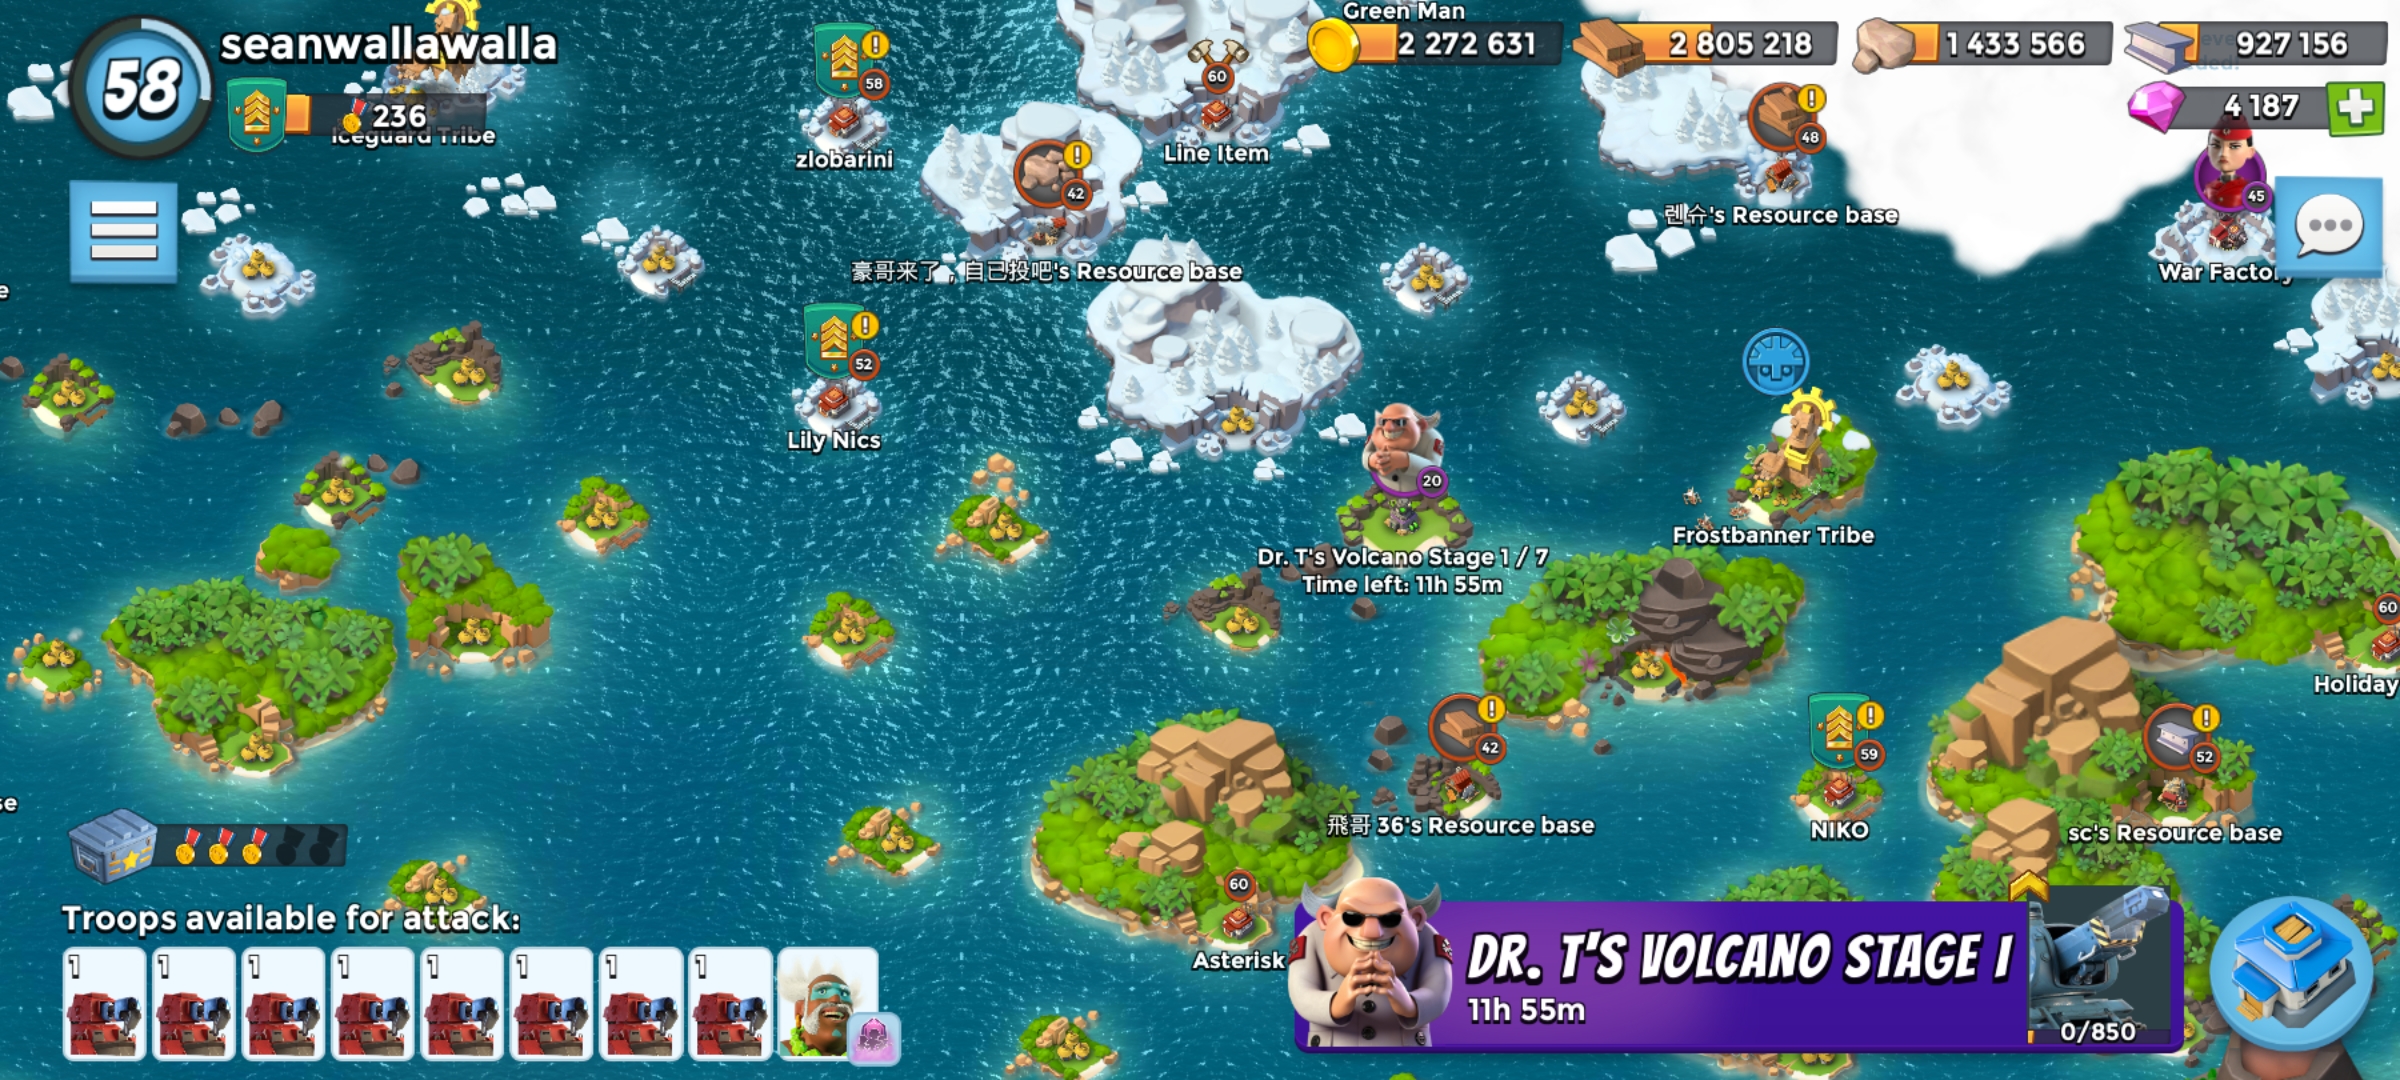 Green Man
58
seanwallawalla
236
Iceguard Tribe
2 272 631
2 805 218
1 433 566
927 156
4 187
58
zlobarini
60
Line Item
42
豪哥来了，自己投吧's Resource base
48
렌슈's Resource base
45
War Factory
52
Lily Nics
20
Dr. T's Volcano Stage 1 / 7
Time left: 11h 55m
Frostbanner Tribe
60
Holiday
42
飛哥 36's Resource base
59
NIKO
52
sc's Resource base
60
Asterisk
Troops available for attack:
1
1
1
1
1
1
1
1
DR. T'S VOLCANO STAGE 1
11h 55m
0/850